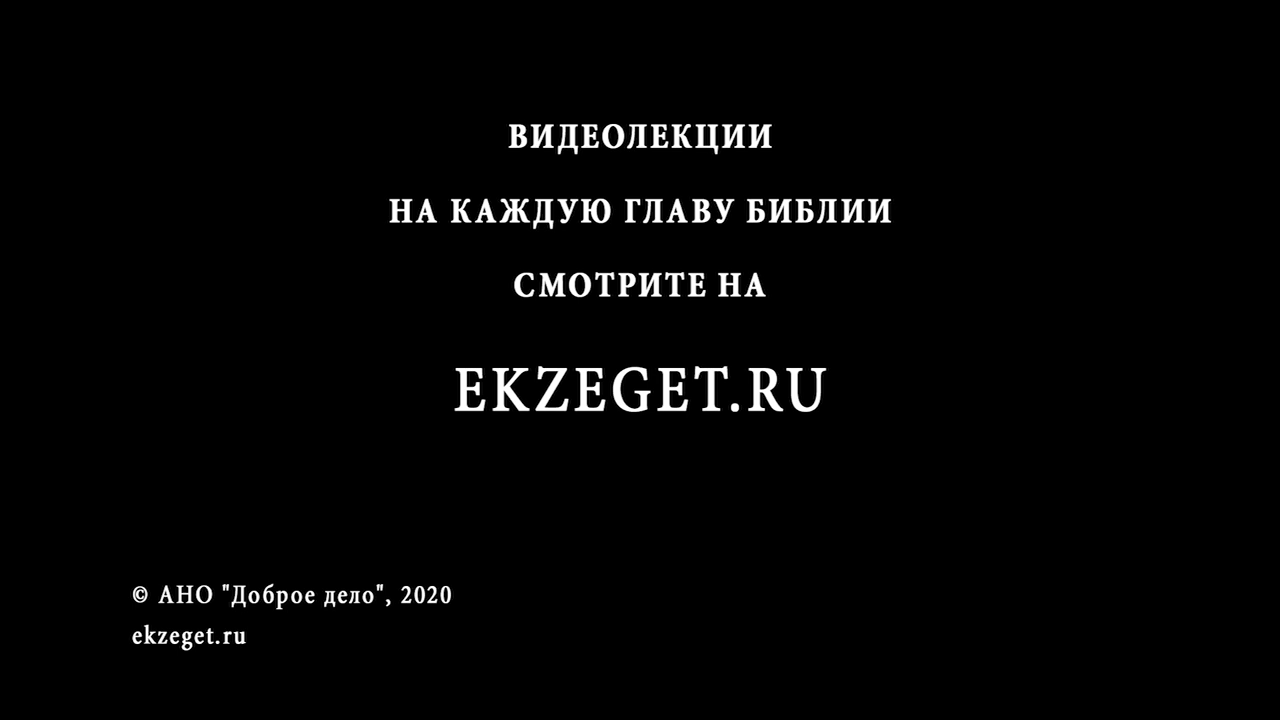 ВИДЕОЛЕКЦИИ
НА КАЖДУЮ ГЛАВУ БИБЛИИ
СМОТРИТЕ НА
EKZEGET.RU
© АНО "Доброе дело", 2020
ekzeget.ru